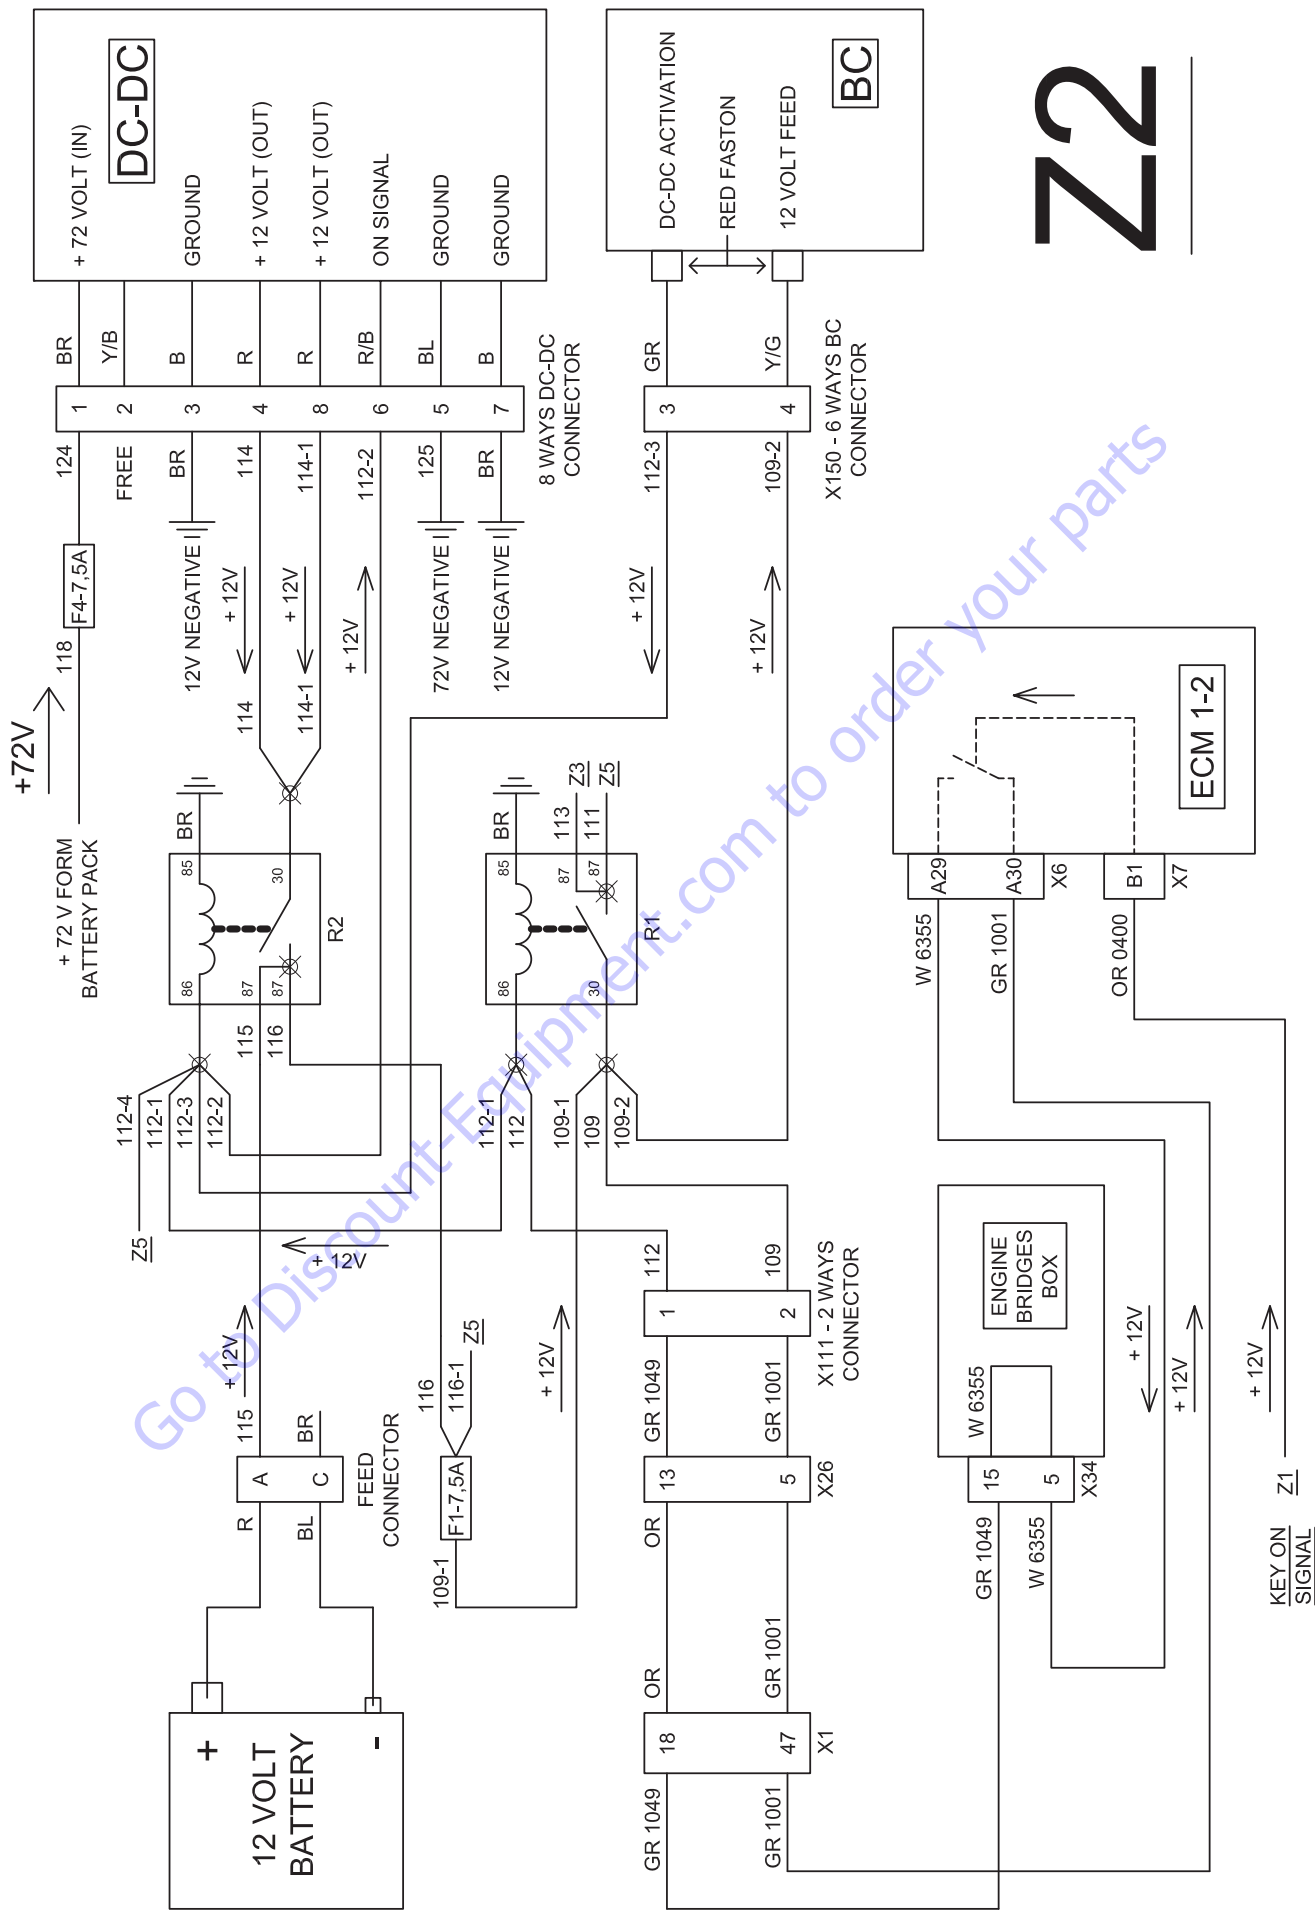 DC-DC
+ 72 VOLT (IN)
GROUND
+ 12 VOLT (OUT)
+ 12 VOLT (OUT)
ON SIGNAL
GROUND
GROUND
BR
Y/B
B
R
R
R/B
BL
B
1
2
3
4
8
6
5
7
8 WAYS DC-DC
CONNECTOR
124
FREE
BR
114
114-1
112-2
125
BR
F4-7,5A
118
+72V
+ 72 V FORM
BATTERY PACK
12V NEGATIVE
+ 12V
+ 12V
+ 12V
72V NEGATIVE
12V NEGATIVE
114
114-1
BC
DC-DC ACTIVATION
RED FASTON
12 VOLT FEED
GR
Y/G
3
4
X150 - 6 WAYS BC
CONNECTOR
112-3
109-2
+ 12V
+ 12V
Z2
BR
85
30
86
87
87
R2
115
116
112-4
112-1
112-3
112-2
Z5
BR
85
87
87
86
30
R1
113
111
Z3
Z5
112-1
112
109-1
109
109-2
+ 12V
+ 12V
+ 12V
115
BR
A
C
FEED
CONNECTOR
R
BL
+
-
12 VOLT
BATTERY
116
116-1
Z5
F1-7,5A
109-1
112
109
1
2
X111 - 2 WAYS
CONNECTOR
GR 1049
GR 1001
13
5
X26
OR
OR
GR 1001
18
47
X1
GR 1049
GR 1001
ECM 1-2
A29
A30
X6
B1
X7
W 6355
GR 1001
OR 0400
ENGINE
BRIDGES
BOX
W 6355
15
5
X34
GR 1049
W 6355
+ 12V
+ 12V
+ 12V
Z1
KEY ON
SIGNAL
Go to Discount-Equipment.com to order your parts